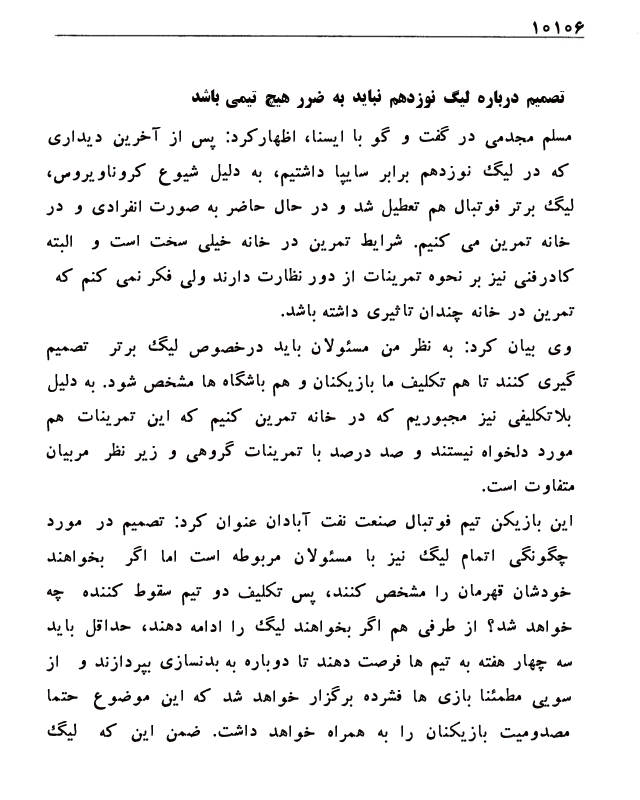 ۱۰۱۰۶
تصمیم درباره لیگ نوزدهم نباید به ضرر هیچ تیمی باشد
مسلم مجدمی در گفت و گو با ایسنا، اظهارکرد: پس از آخرین دیداری
که در لیگ نوزدهم برابر سایپا داشتیم، به دلیل شیوع کروناویروس،
لیگ برتر فوتبال هم تعطیل شد و در حال حاضر به صورت انفرادی و در
خانه تمرین می کنیم. شرایط تمرین در خانه خیلی سخت است و البته
کادرفنی نیز بر نحوه تمرینات از دور نظارت دارند ولی فکر نمی کنم که
تمرین در خانه چندان تاثیری داشته باشد.
وی بیان کرد: به نظر من مسئولان باید درخصوص لیگ برتر تصمیم
گیری کنند تا هم تکلیف ما بازیکنان و هم باشگاه ها مشخص شود. به دلیل
بلاتکلیفی نیز مجبوریم که در خانه تمرین کنیم که این تمرینات هم
مورد دلخواه نیستند و صد درصد با تمرینات گروهی و زیر نظر مربیان
متفاوت است.
این بازیکن تیم فوتبال صنعت نفت آبادان عنوان کرد: تصمیم در مورد
چگونگی اتمام لیگ نیز با مسئولان مربوطه است اما اگر بخواهند
خودشان قهرمان را مشخص کنند، پس تکلیف دو تیم سقوط کننده چه
خواهد شد؟ از طرفی هم اگر بخواهند لیگ را ادامه دهند، حداقل باید
سه چهار هفته به تیم ها فرصت دهند تا دوباره به بدنسازی بپردازند و از
سویی مطمئنا بازی ها فشرده برگزار خواهد شد که این موضوع حتما
مصدومیت بازیکنان را به همراه خواهد داشت. ضمن این که لیگ